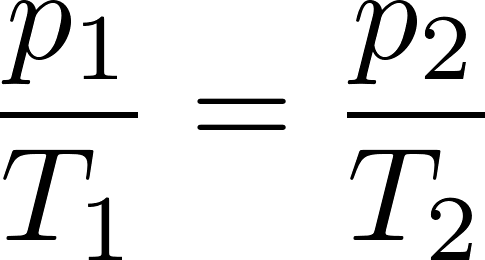 p₁/T₁ = p₂/T₂